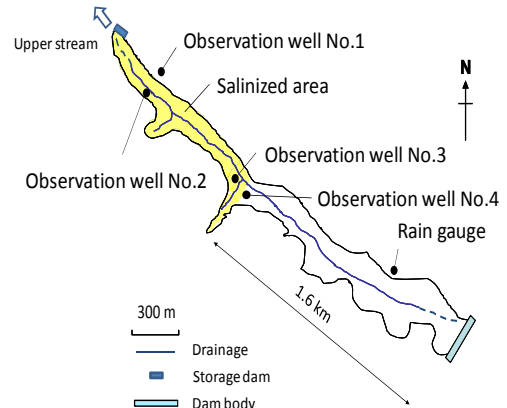 Upper stream
Observation well No.1
Salinized area
N
Observation well No.3
Observation well No.2
Observation well No.4
Rain gauge
1.6 km
300 m
Drainage
Storage dam
Dam body